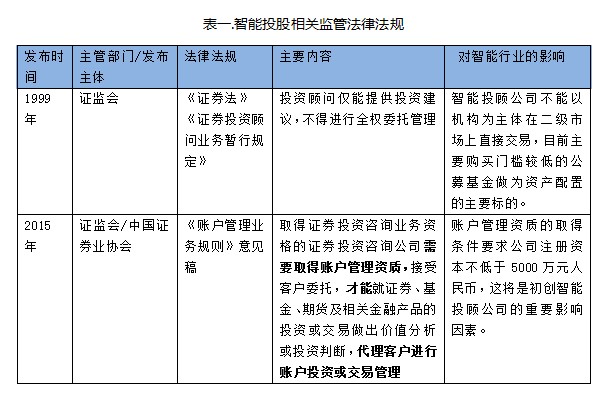 表一.智能投股相关监管法律法规
发布时
间
主管部门/发布
主体
法律法规
主要内容
对智能行业的影响
1999
年
证监会
《证券法》
《证券投资顾
问业务暂行规
定》
投资顾问仅能提供投资建
议，不得进行全权委托管理
智能投顾公司不能以
机构为主体在二级市
场上直接交易，目前主
要购买门槛较低的公
募基金做为资产配置
的主要标的。
2015
年
证监会/中国证
券业协会
《账户管理业
务规则》意见
稿
取得证券投资咨询业务资
格的证券投资咨询公司需
要取得账户管理资质，接受
客户委托，才能就证券、基
金、期货及相关金融产品的
投资或交易做出价值分析
或投资判断，代理客户进行
账户投资或交易管理
账户管理资质的取得
条件要求公司注册资
本不低于 5000 万元人
民币，这将是初创智能
投顾公司的重要影响
因素。